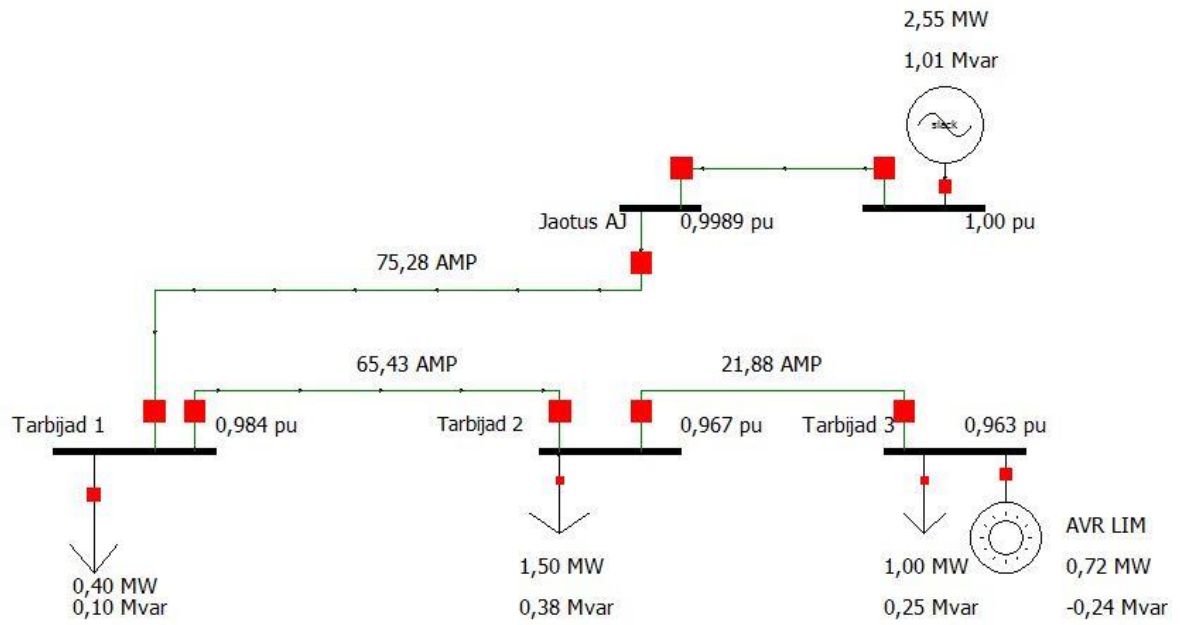 2,55 MW
1,01 Mvar
slack
Jaotus AJ
0,9989 pu
1,00 pu
75,28 AMP
65,43 AMP
21,88 AMP
Tarbijad 1
0,984 pu
Tarbijad 2
0,967 pu
Tarbijad 3
0,963 pu
0,40 MW
0,10 Mvar
1,50 MW
0,38 Mvar
1,00 MW
0,25 Mvar
AVR LIM
0,72 MW
-0,24 Mvar